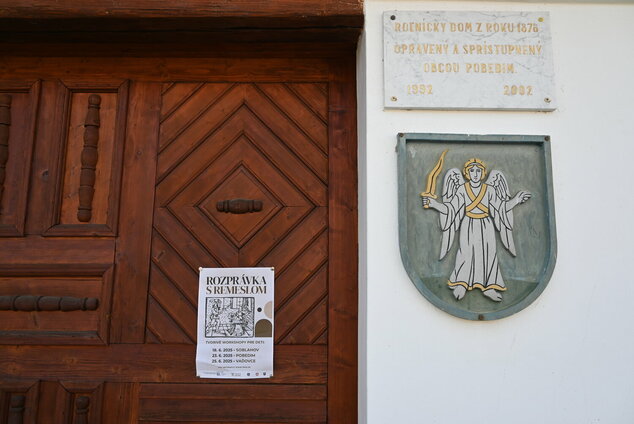 ROĽNÍCKY DOM Z ROKU 1876
OPRAVENÝ A SPRÍSTUPNENÝ
OBCOU POBEDIM.
1992 2002
ROZPRÁVKA
S REMESLOM
TVORIVÉ WORKSHOPY PRE DETI
18. 6. 2025 - SOBLAHOV
23. 6. 2025 - POBEDIM
25. 6. 2025 - VAĎOVCE